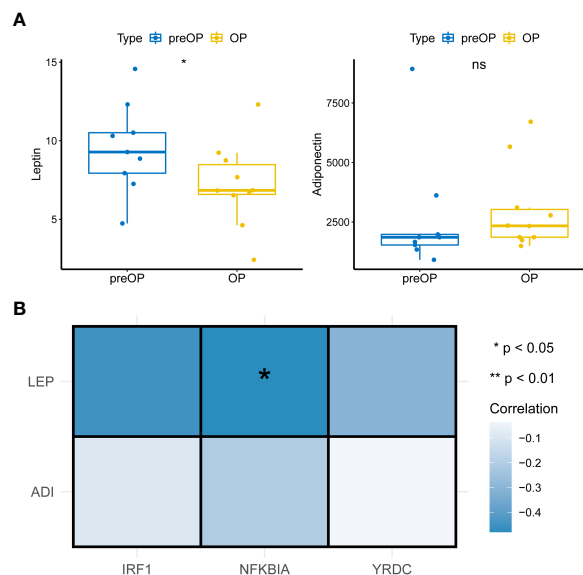 A
Type preOP OP
Type preOP OP
15
10
5
Leptin
*
preOP
OP
7500
5000
2500
Adiponectin
ns
preOP
OP
B
LEP
ADI
*
IRF1
NFKBIA
YRDC
* p < 0.05
** p < 0.01
Correlation
−0.1
−0.2
−0.3
−0.4